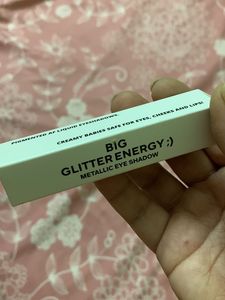 PIGMENTED AF LIQUID EYESHADOWS.
CREAMY BABIES SAFE FOR EYES, CHEEKS AND LIPS!
BIG
GLITTER ENERGY ;)
METALLIC EYE SHADOW